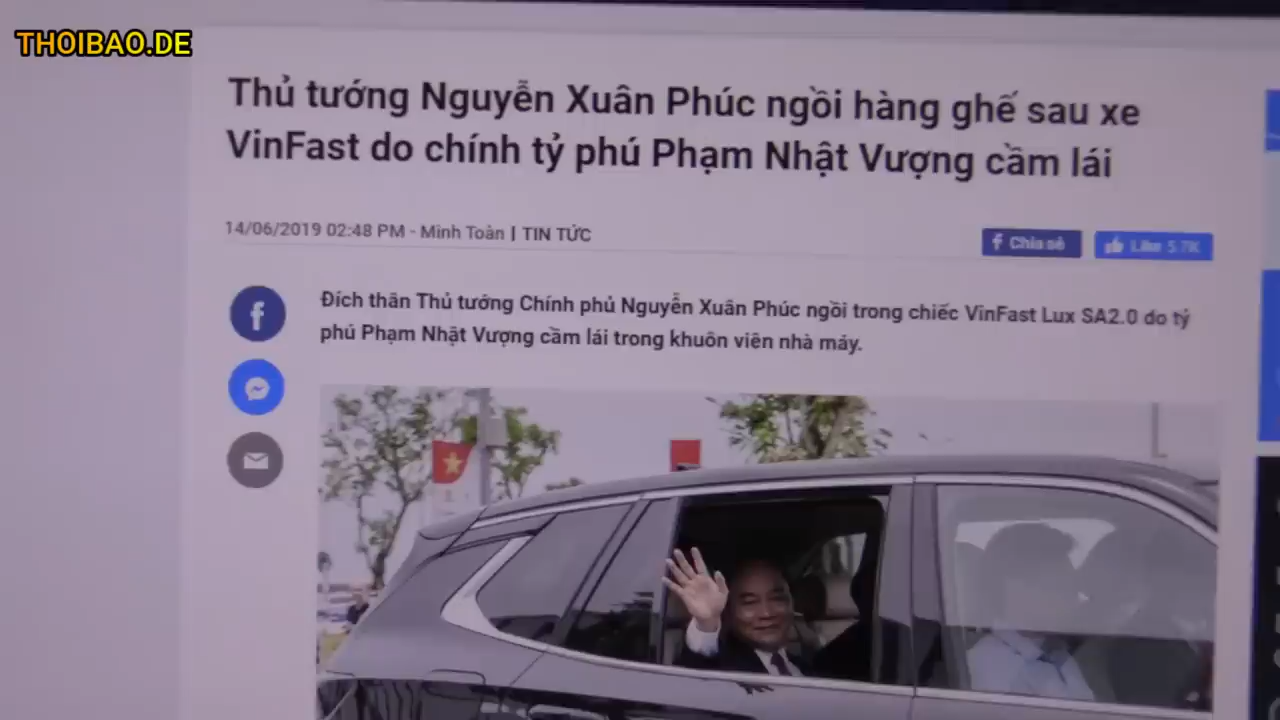 THOIBAO.DE
Thủ tướng Nguyễn Xuân Phúc ngồi hàng ghế sau xe
VinFast do chính tỷ phú Phạm Nhật Vượng cầm lái
14/06/2019 02:48 PM - Minh Toàn | TIN TỨC
Chia sẻ
Like 5.7K
Đích thân Thủ tướng Chính phủ Nguyễn Xuân Phúc ngồi trong chiếc VinFast Lux SA2.0 do tỷ
phú Phạm Nhật Vượng cầm lái trong khuôn viên nhà máy.